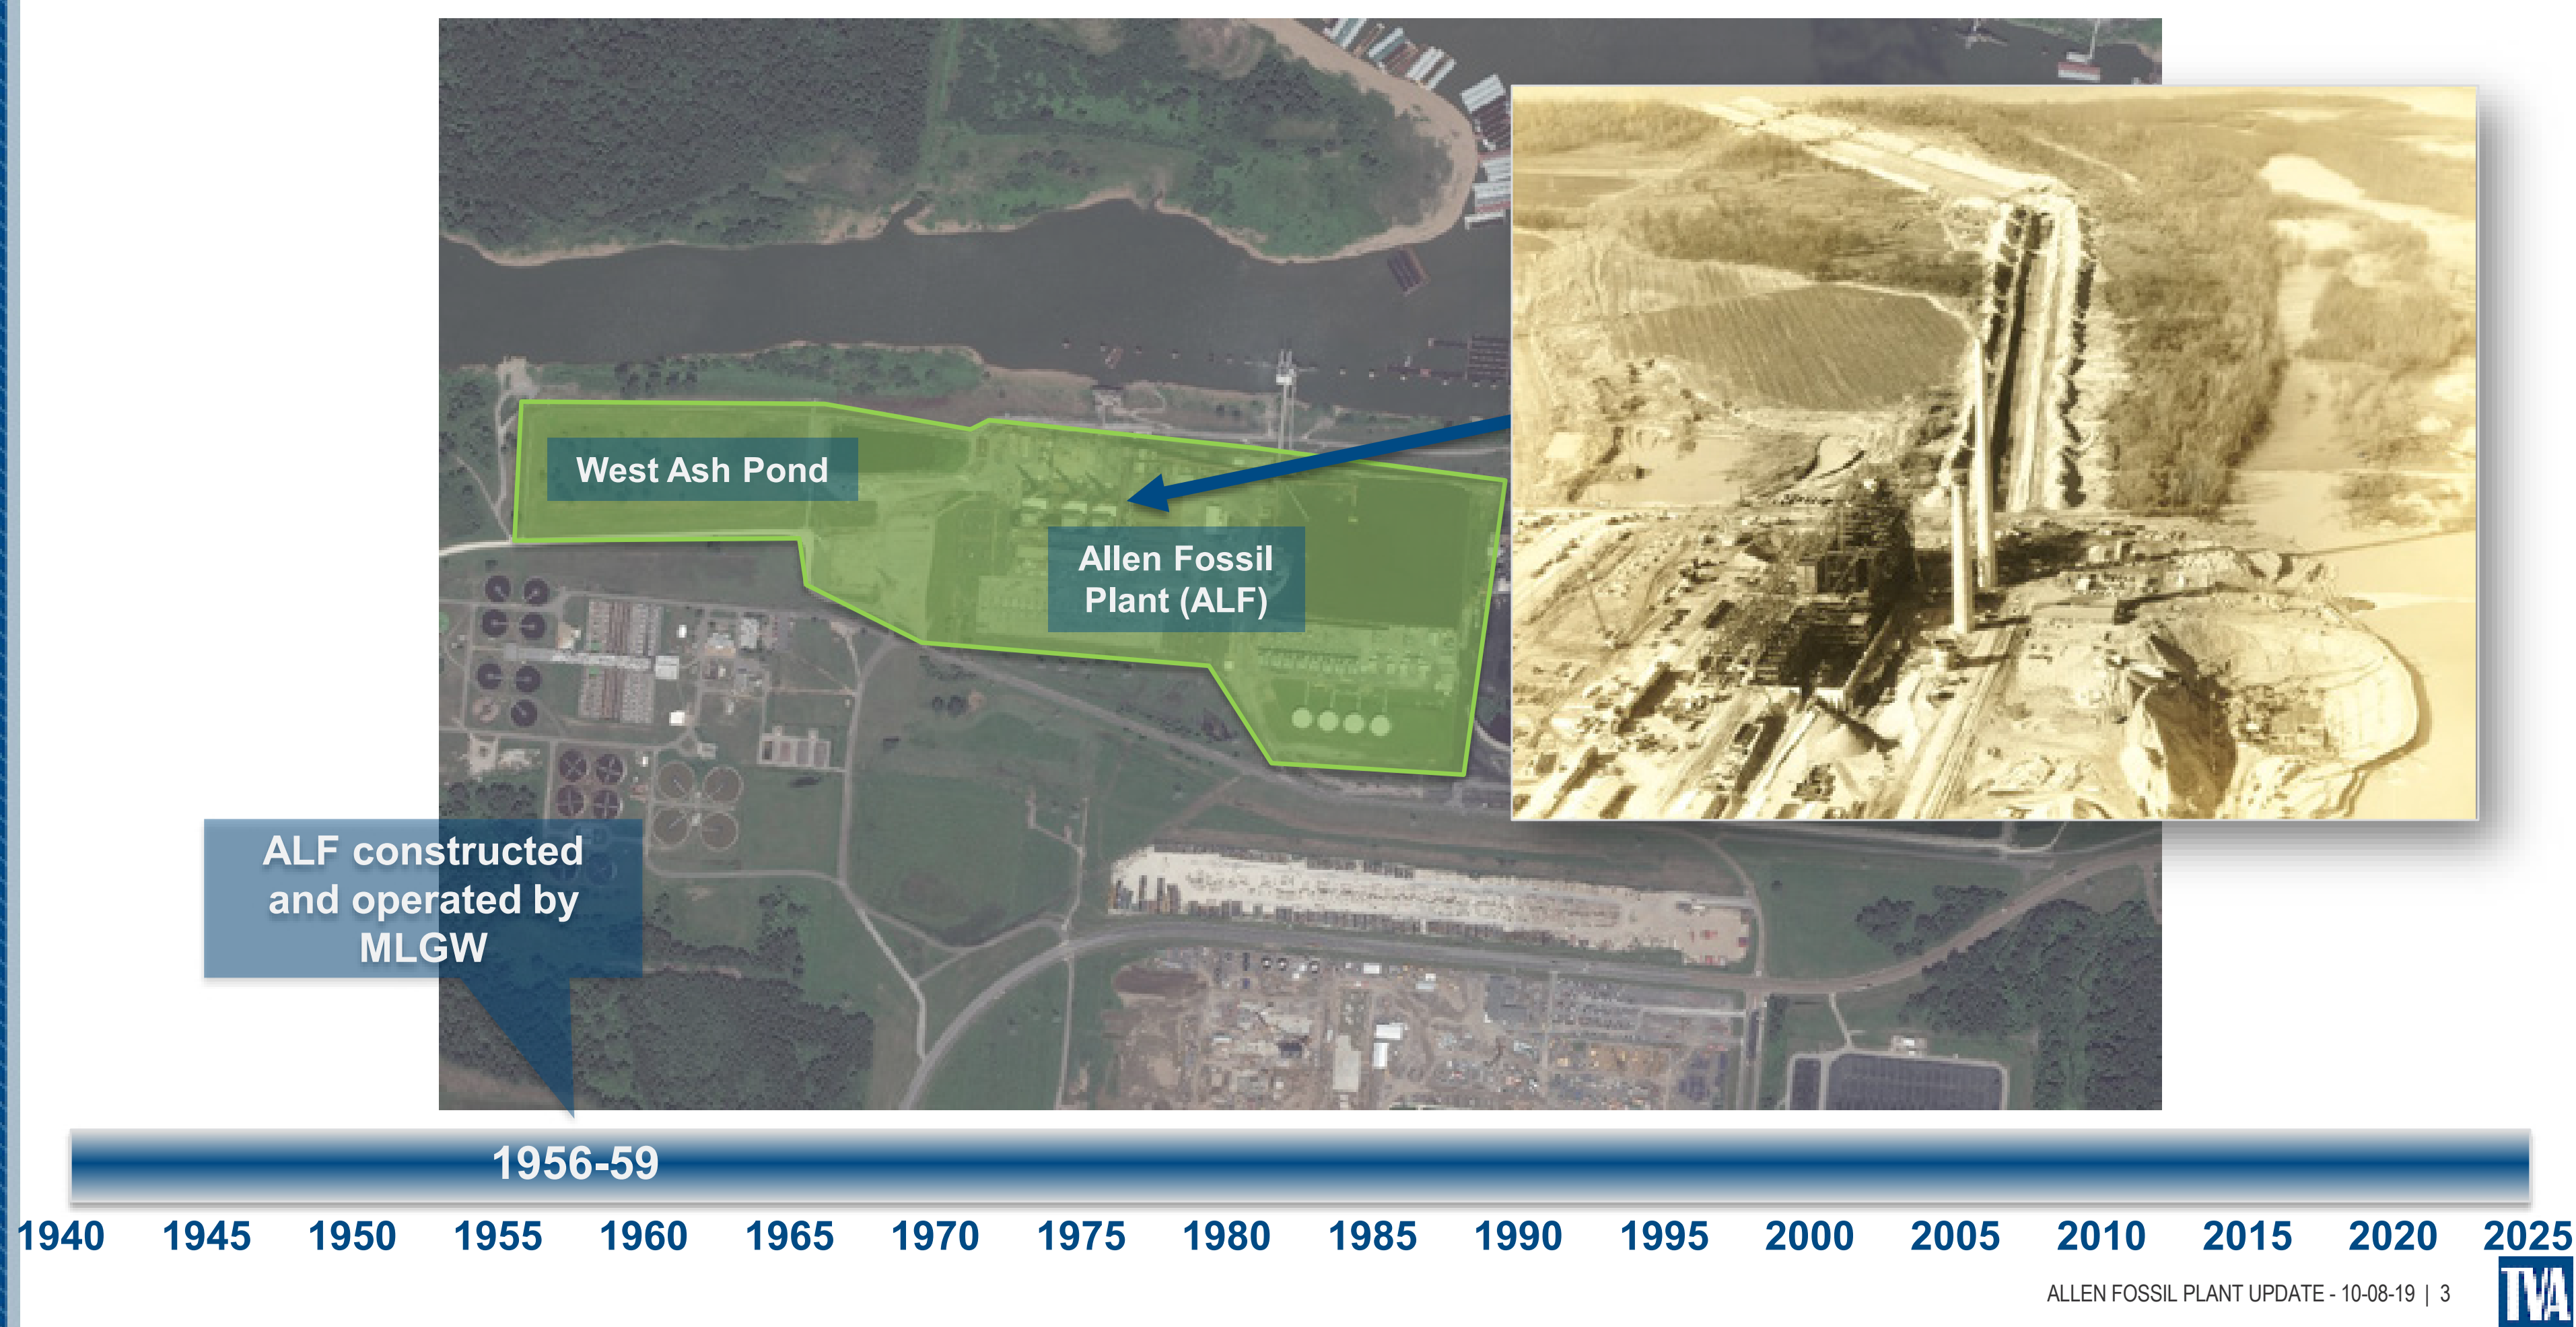 West Ash Pond
Allen Fossil
Plant (ALF)
ALF constructed
and operated by
MLGW
1956-59
1940 1945 1950 1955 1960 1965 1970 1975 1980 1985 1990 1995 2000 2005 2010 2015 2020 2025
ALLEN FOSSIL PLANT UPDATE - 10-08-19 | 3
TVA